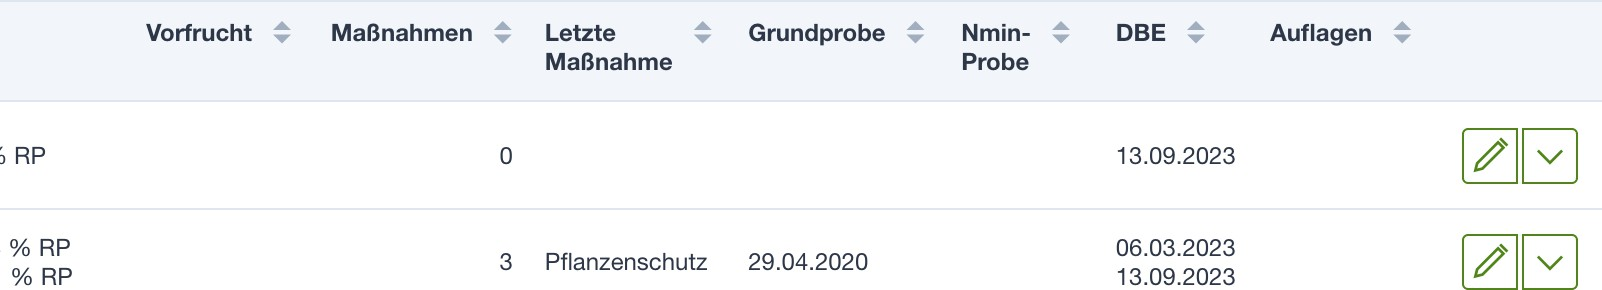 Vorfrucht Maßnahmen Letzte Maßnahme Grundprobe Nmin-Probe DBE Auflagen
% RP 0 13.09.2023
% RP 3 Pflanzenschutz 29.04.2020 06.03.2023
% RP 13.09.2023